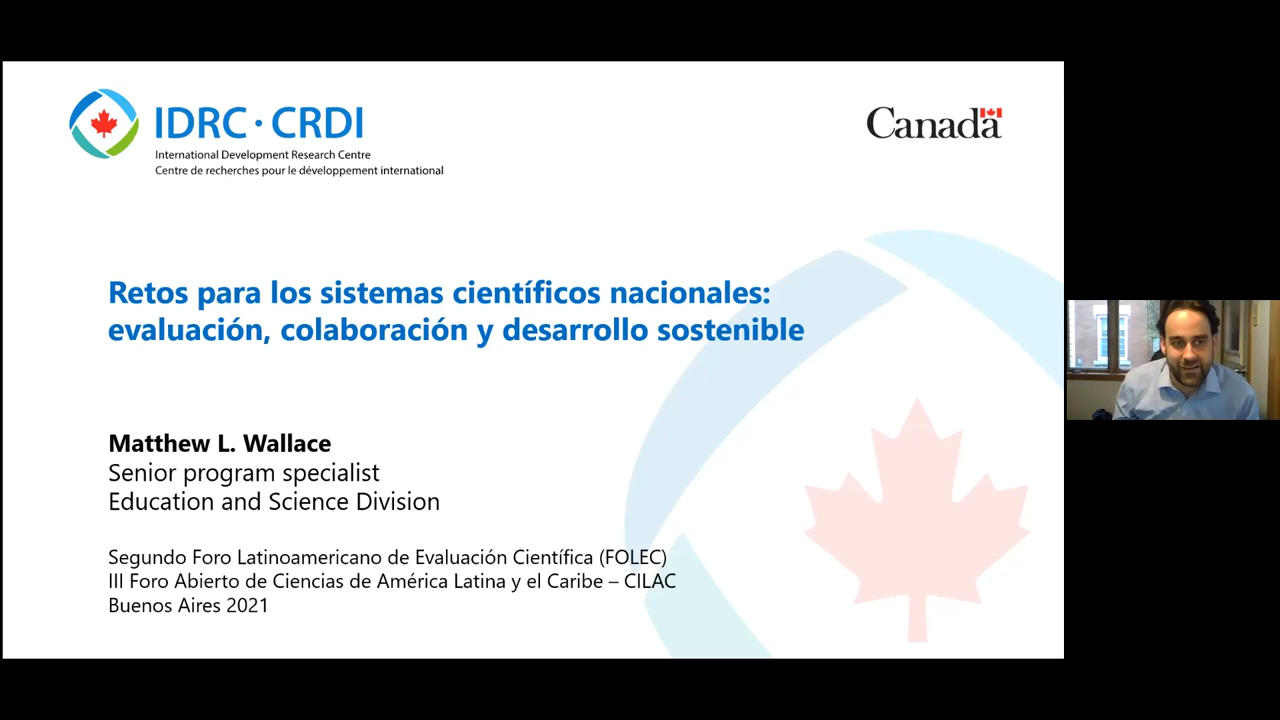 IDRC · CRDI
International Development Research Centre
Centre de recherches pour le développement international
Canada
Retos para los sistemas científicos nacionales:
evaluación, colaboración y desarrollo sostenible
Matthew L. Wallace
Senior program specialist
Education and Science Division
Segundo Foro Latinoamericano de Evaluación Científica (FOLEC)
III Foro Abierto de Ciencias de América Latina y el Caribe – CILAC
Buenos Aires 2021